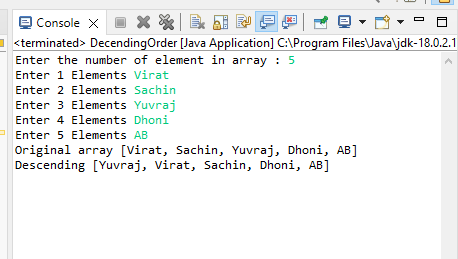 Console
<terminated> DecendingOrder [Java Application] C:\Program Files\Java\jdk-18.0.2.1
Enter the number of element in array : 5
Enter 1 Elements Virat
Enter 2 Elements Sachin
Enter 3 Elements Yuvraj
Enter 4 Elements Dhoni
Enter 5 Elements AB
Original array [Virat, Sachin, Yuvraj, Dhoni, AB]
Descending [Yuvraj, Virat, Sachin, Dhoni, AB]